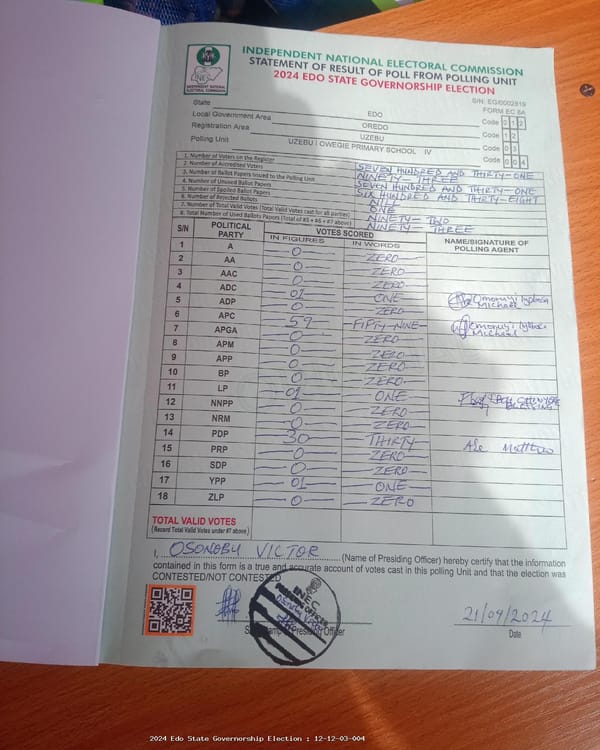 INDEPENDENT NATIONAL ELECTORAL COMMISSION
STATEMENT OF RESULT OF POLL FROM POLLING UNIT
2024 EDO STATE GOVERNORSHIP ELECTION
INDEPENDENT NATIONAL ELECTORAL COMMISSION
S/N: EG/0002819
FORM EC 8A
State EDO Code 0 1 2
Local Government Area OREDO Code 1 2
Registration Area UZEBU Code 0 3
Polling Unit UZEBU I OWEGIE PRIMARY SCHOOL IV Code 0 0 4
1. Number of Voters on the Register SEVEN HUNDRED AND THIRTY-ONE
2. Number of Accredited Voters NINETY-THREE
3. Number of Ballot Papers Issued to the Polling Unit SEVEN HUNDRED AND THIRTY-ONE
4. Number of Unused Ballot Papers SIX HUNDRED AND THIRTY-EIGHT
5. Number of Spoiled Ballot Papers NIL
6. Number of Rejected Ballots ONE
7. Number of Total Valid Votes (Total Valid Votes cast for all parties) NINETY-TWO
8. Total Number of Used Ballots Papers (Total of #5 + #6 + #7 above) NINETY-THREE
S/N POLITICAL PARTY VOTES SCORED NAME/SIGNATURE OF POLLING AGENT
IN FIGURES IN WORDS
1 A 0 ZERO
2 AA 0 ZERO
3 AAC 0 ZERO
4 ADC 01 ONE
5 ADP 0 ZERO Omoruyi Michael
6 APC 59 FIFTY-NINE Omoruyi Michael
7 APGA 0 ZERO
8 APM 0 ZERO
9 APP 0 ZERO
10 BP 0 ZERO
11 LP 01 ONE BLESSING
12 NNPP 0 ZERO
13 NRM 0 ZERO
14 PDP 30 THIRTY Matthew
15 PRP 0 ZERO
16 SDP 0 ZERO
17 YPP 01 ONE
18 ZLP 0 ZERO
TOTAL VALID VOTES
(Record Total Valid Votes under #7 above)
I, OSONOBU VICTOR (Name of Presiding Officer) hereby certify that the information
contained in this form is a true and accurate account of votes cast in this polling Unit and that the election was
CONTESTED/NOT CONTESTED
INEC
21/09/2024
Presiding Officer
Date
2024 Edo State Governorship Election : 12-12-03-004